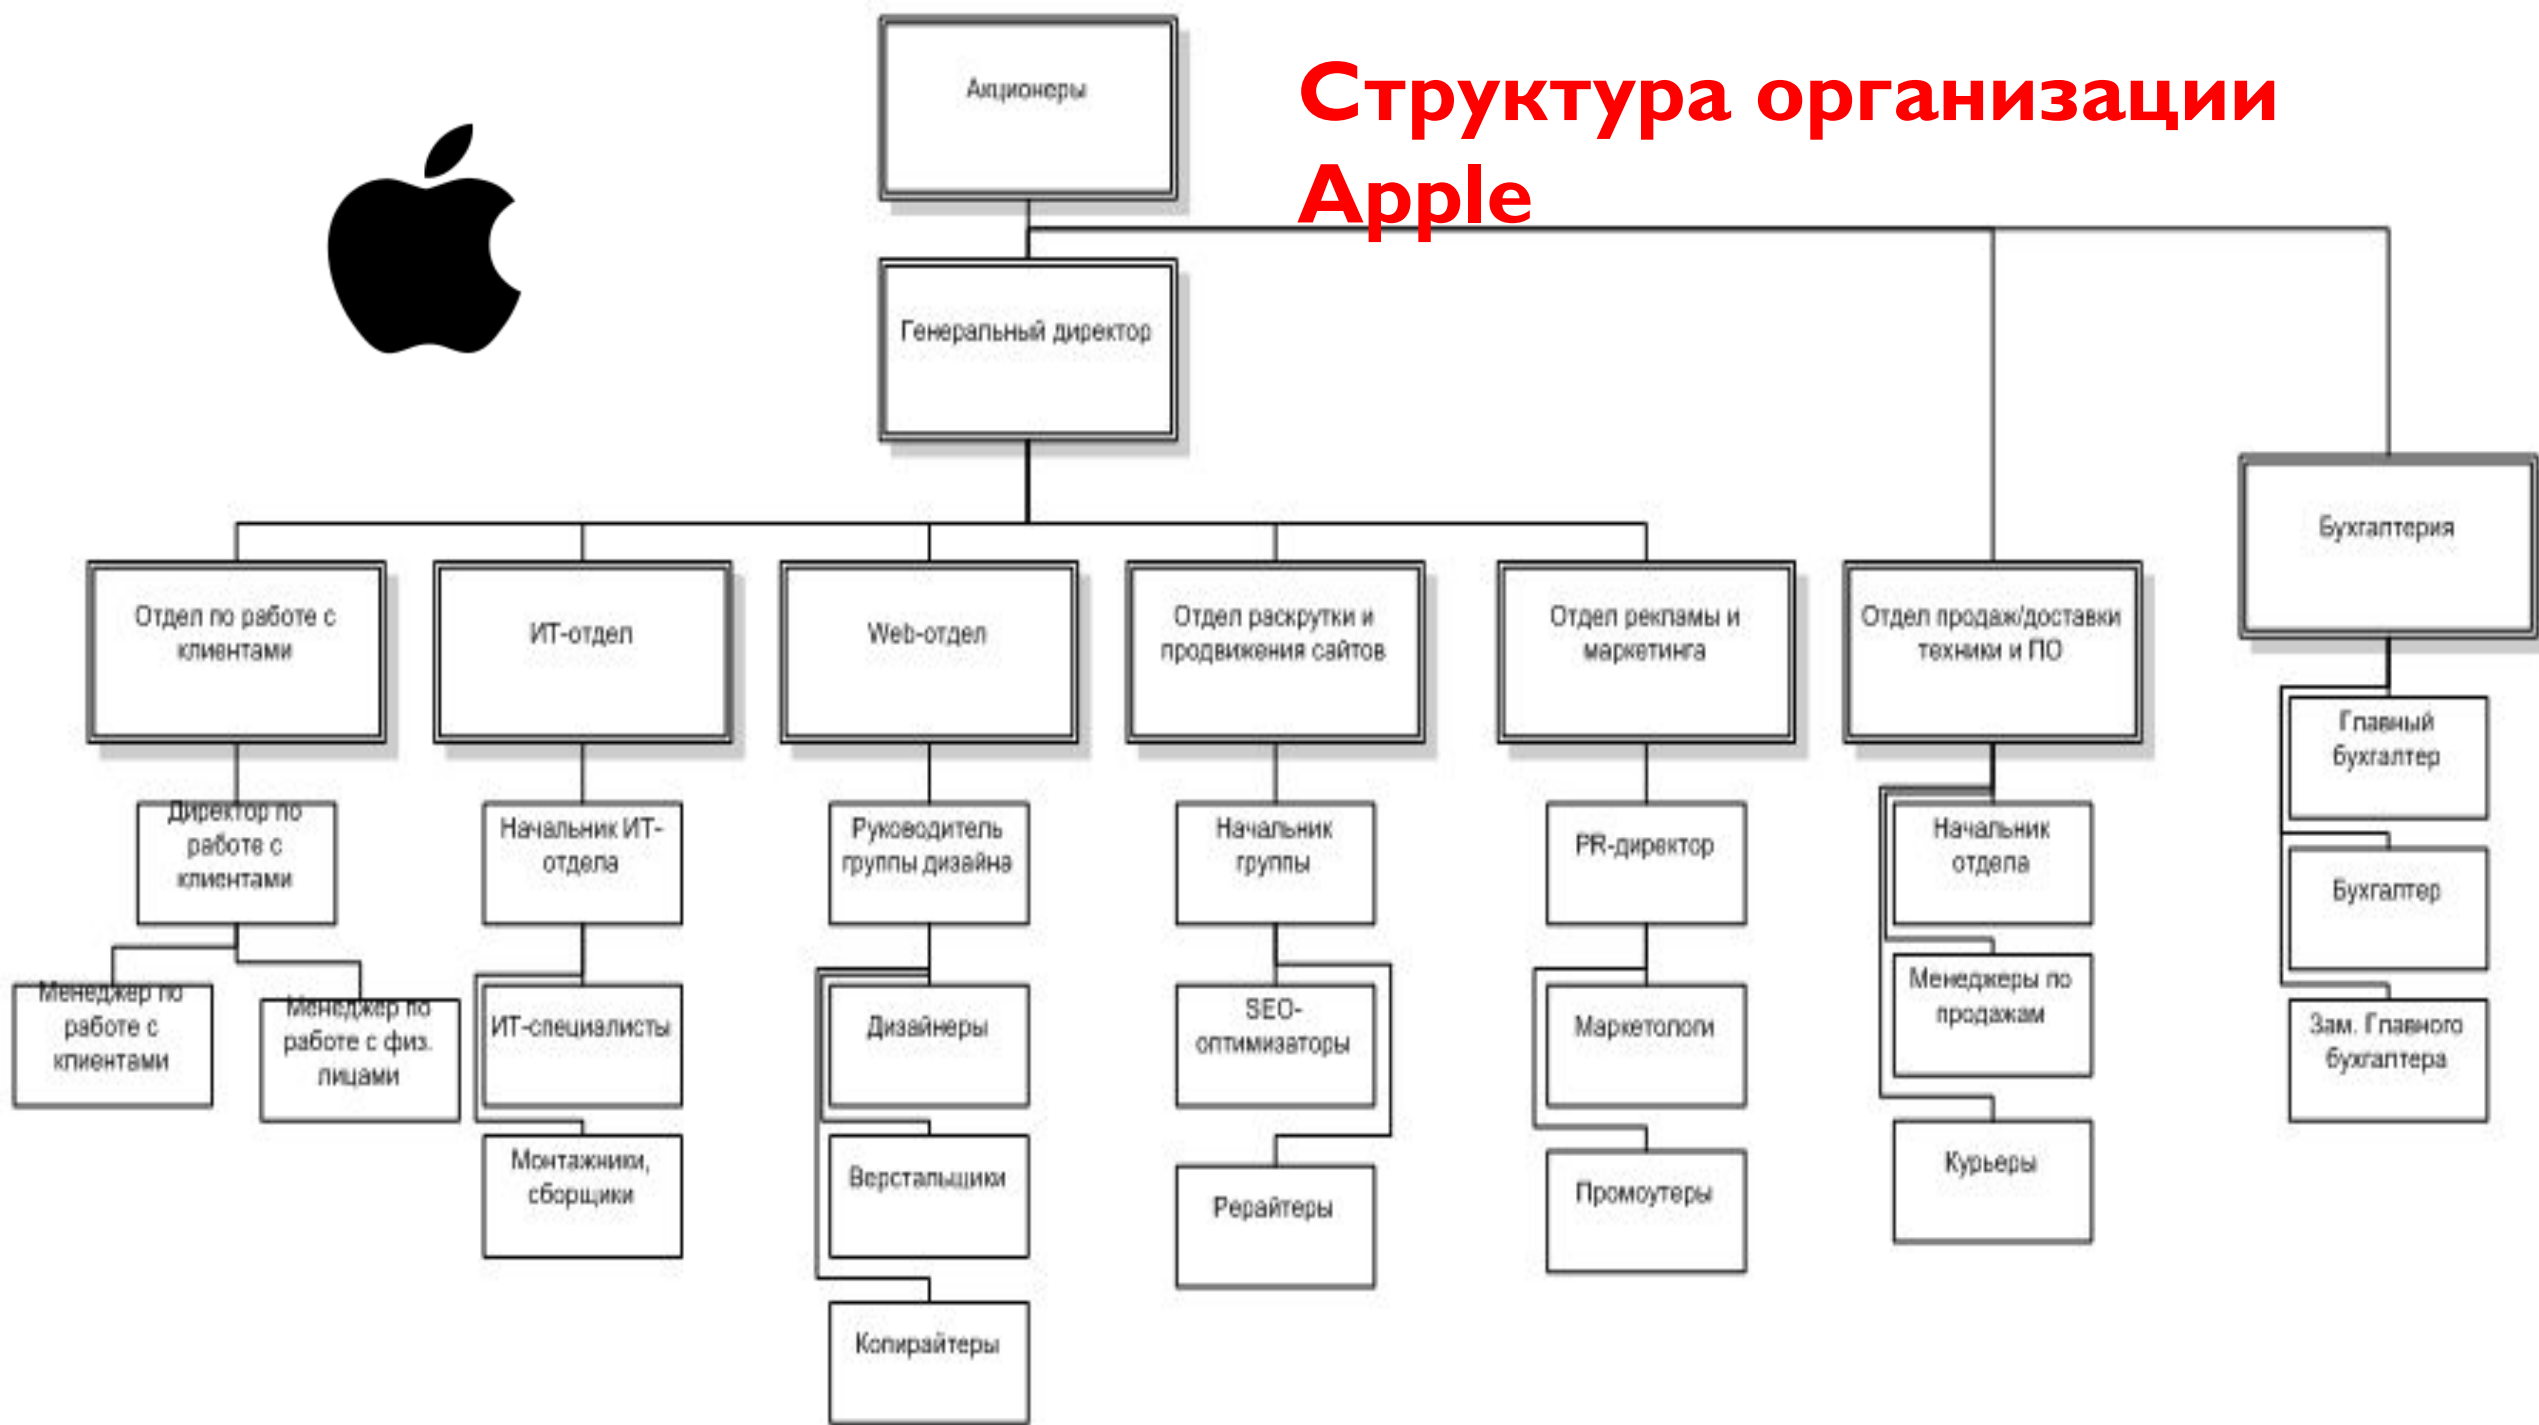 Структура организации
Apple
Акционеры
Генеральный директор
Бухгалтерия
Отдел по работе с
клиентами
ИТ-отдел
Web-отдел
Отдел раскрутки и
продвижения сайтов
Отдел рекламы и
маркетинга
Отдел продаж/доставки
техники и ПО
Главный
бухгалтер
Бухгалтер
Зам. Главного
бухгалтера
Директор по
работе с
клиентами
Начальник ИТ-
отдела
Руководитель
группы дизайна
Начальник
группы
PR-директор
Начальник
отдела
Менеджер по
работе с
клиентами
Менеджер по
работе с физ.
лицами
ИТ-специалисты
Дизайнеры
SEO-
оптимизаторы
Маркетологи
Менеджеры по
продажам
Монтажники,
сборщики
Верстальщики
Рерайтеры
Промоутеры
Курьеры
Копирайтеры